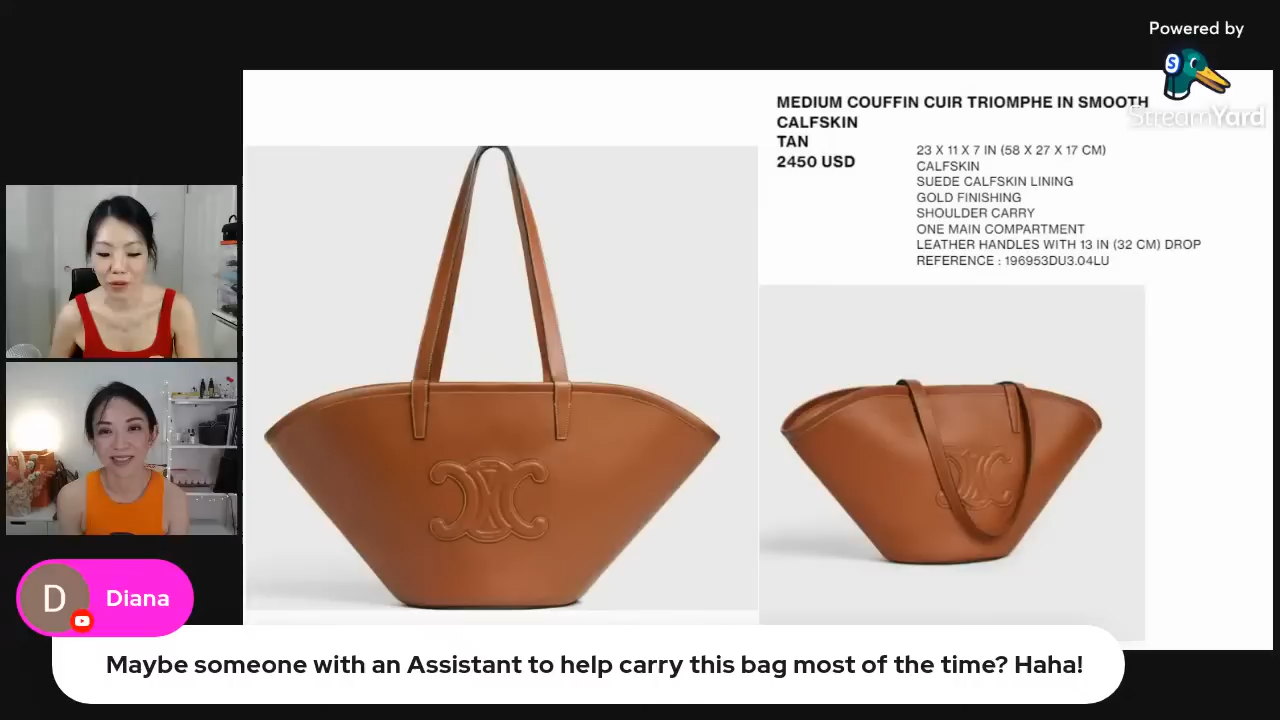 Powered by
S
StreamYard
MEDIUM COUFFIN CUIR TRIOMPHE IN SMOOTH
CALFSKIN
TAN
2450 USD
23 X 11 X 7 IN (58 X 27 X 17 CM)
CALFSKIN
SUEDE CALFSKIN LINING
GOLD FINISHING
SHOULDER CARRY
ONE MAIN COMPARTMENT
LEATHER HANDLES WITH 13 IN (32 CM) DROP
REFERENCE : 196953DU3.04LU
D
Diana
Maybe someone with an Assistant to help carry this bag most of the time? Haha!